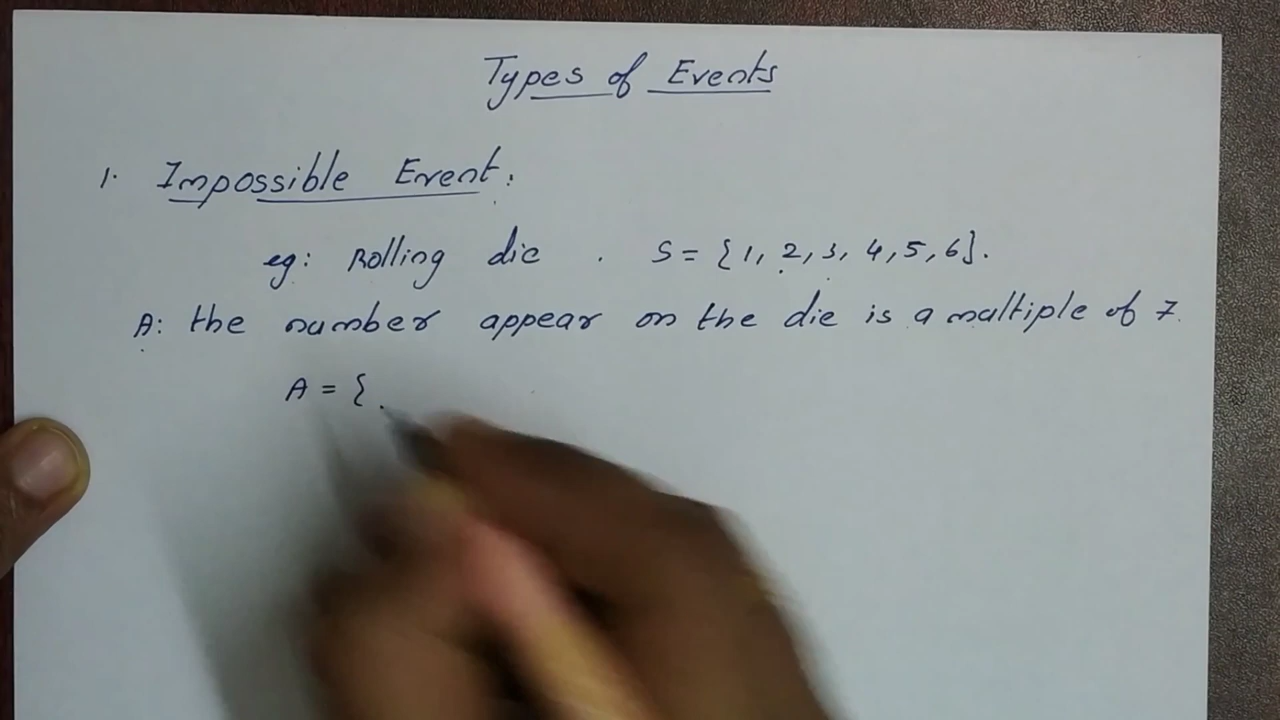 Types of Events
1. Impossible Event:
eg: Rolling die . S = {1, 2, 3, 4, 5, 6}.
A: the number appear on the die is a multiple of 7.
A = {